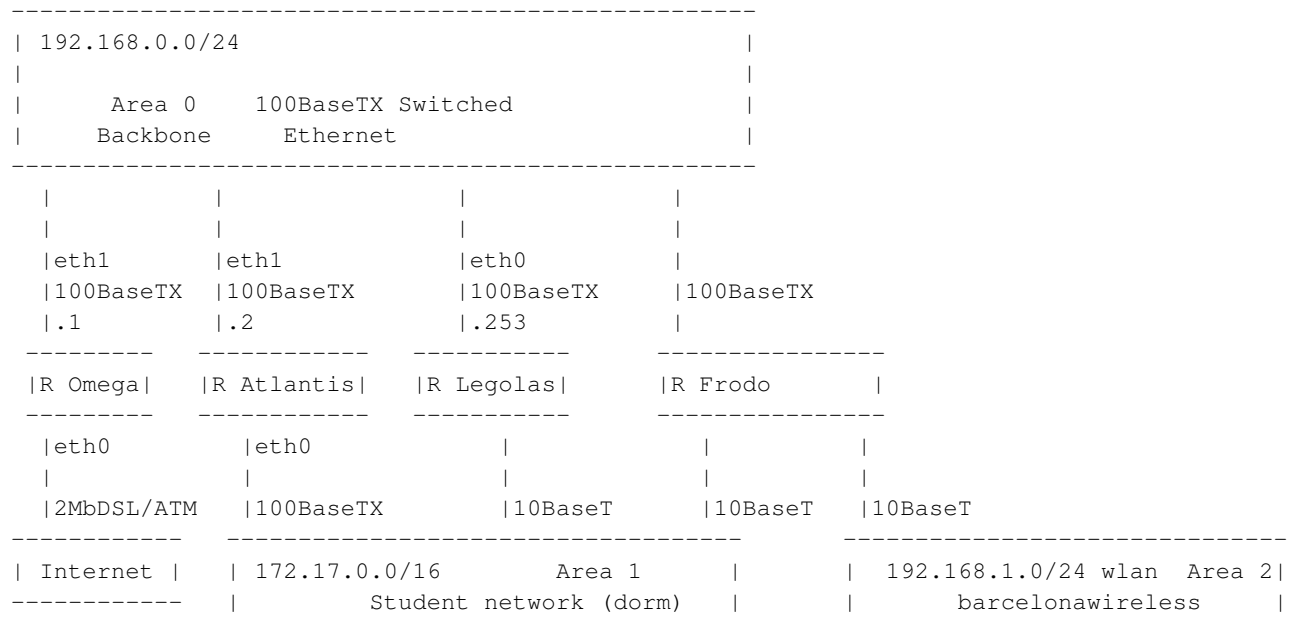 192.168.0.0/24
Area 0 100BaseTX Switched
Backbone Ethernet
eth1 eth1 eth0
100BaseTX 100BaseTX 100BaseTX 100BaseTX
.1 .2 .253
R Omega R Atlantis R Legolas R Frodo
eth0 eth0
2MbDSL/ATM 100BaseTX 10BaseT 10BaseT 10BaseT
Internet 172.17.0.0/16 Area 1 192.168.1.0/24 wlan Area 2
Student network (dorm) barcelonawireless